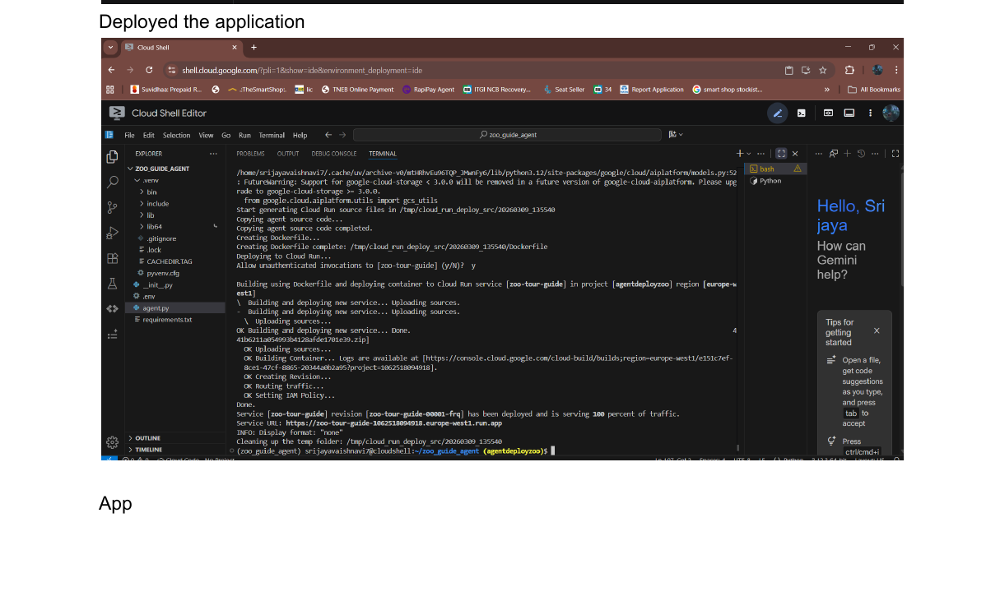 Deployed the application
Cloud Shell
shell.cloud.google.com/?pli=1&show=ide&environment_deployment=ide
Suvidhaa: Prepaid R...
.:TheSmartShop:.
lic
TNEB Online Payment
RapiPay Agent
ITGI NCB Recovery...
Seat Seller
34
Report Application
smart shop stockist...
»
All Bookmarks
Cloud Shell Editor
File Edit Selection View Go Run Terminal Help
zoo_guide_agent
EXPLORER
ZOO_GUIDE_AGENT
.venv
bin
include
lib
lib64
.gitignore
.lock
CACHEDIR.TAG
pyvenv.cfg
__init__.py
.env
agent.py
requirements.txt
OUTLINE
TIMELINE
PROBLEMS OUTPUT DEBUG CONSOLE TERMINAL
/home/srijayavaishnavi7/.cache/uv/archive-v0/mtHRhvEu96TQP_JMwnFy6/lib/python3.12/site-packages/google/cloud/aiplatform/models.py:52
: FutureWarning: Support for google-cloud-storage < 3.0.0 will be removed in a future version of google-cloud-aiplatform. Please upg
rade to google-cloud-storage >= 3.0.0.
from google.cloud.aiplatform.utils import gcs_utils
Start generating Cloud Run source files in /tmp/cloud_run_deploy_src/20260309_135540
Copying agent source code...
Copying agent source code completed.
Creating Dockerfile...
Creating Dockerfile complete: /tmp/cloud_run_deploy_src/20260309_135540/Dockerfile
Deploying to Cloud Run...
Allow unauthenticated invocations to [zoo-tour-guide] (y/N)? y
Building using Dockerfile and deploying container to Cloud Run service [zoo-tour-guide] in project [agentdeployzoo] region [europe-w
est1]
\ Building and deploying new service... Uploading sources.
- Building and deploying new service... Uploading sources.
\ Uploading sources...
OK Building and deploying new service... Done. 4
41b6211a054993b4128afde1701e39.zip]
OK Uploading sources...
OK Building Container... Logs are available at [https://console.cloud.google.com/cloud-build/builds;region=europe-west1/e151c7ef-
8ce1-47cf-8865-20344a0b2a95?project=1062518094918].
OK Creating Revision...
OK Routing traffic...
OK Setting IAM Policy...
Done.
Service [zoo-tour-guide] revision [zoo-tour-guide-00001-frq] has been deployed and is serving 100 percent of traffic.
Service URL: https://zoo-tour-guide-1062518094918.europe-west1.run.app
INFO: Display format: "none"
Cleaning up the temp folder: /tmp/cloud_run_deploy_src/20260309_135540
(zoo_guide_agent) srijayavaishnavi7@cloudshell:~/zoo_guide_agent (agentdeployzoo)$
bash
Python
Hello, Sri
jaya
How can
Gemini
help?
Tips for
getting
started
Open a file,
get code
suggestions
as you type,
and press
tab to
accept
Press
ctrl/cmd+i
App